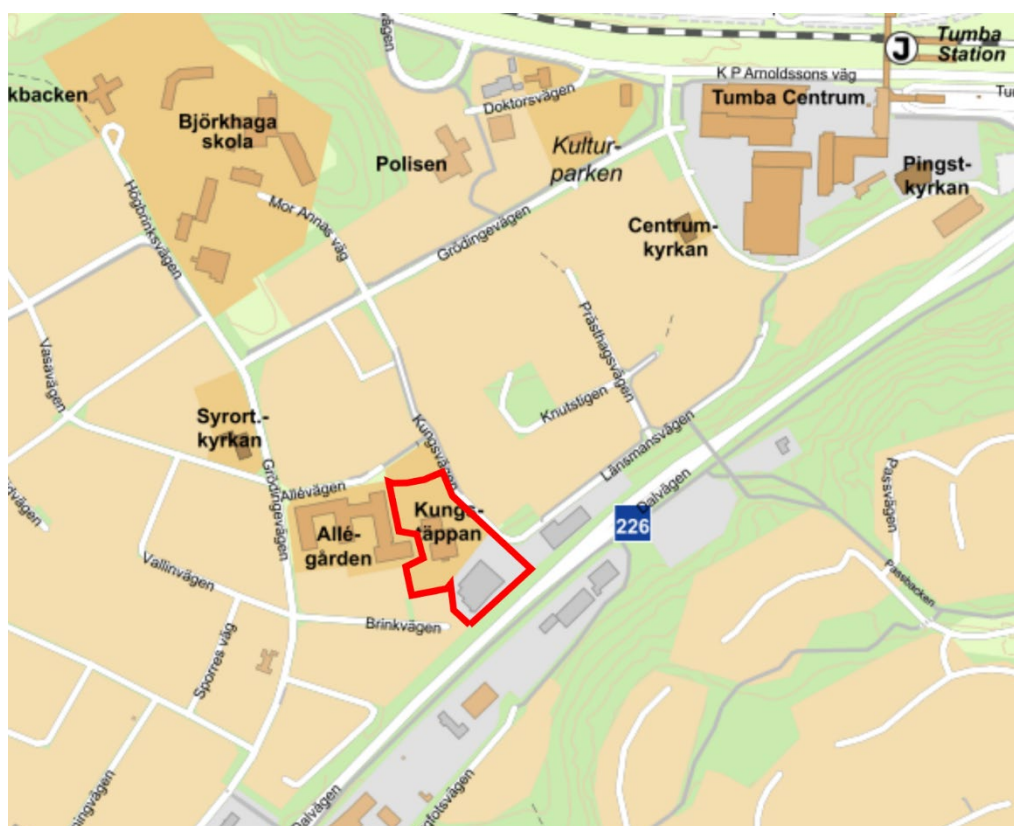 J
Tumba
Station
K P Arnoldssons väg
kbacken
Björkhaga
skola
Doktorsvägen
Tumba Centrum
Polisen
Kultur-
parken
Pingst-
kyrkan
Högbrinksvägen
Mor Annas väg
Grödingevägen
Centrum-
kyrkan
Vasavägen
Prästhagsvägen
Knutstigen
Syrort.-
kyrkan
Kungsvägen
Länsmansvägen
Grödingevägen
Allévägen
Dalvägen
Passvägen
Kungs-
täppan
226
Allé-
gården
Vallinvägen
Passbacken
Brinkvägen
Sporres väg
Dalvägen